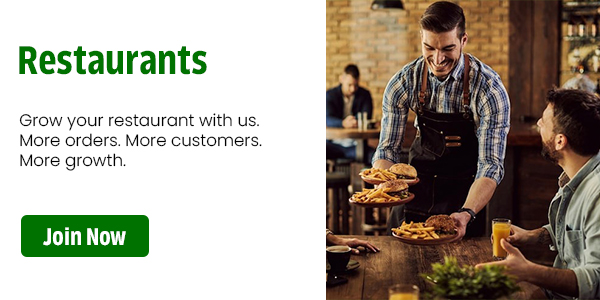 Restaurants
Grow your restaurant with us.
More orders. More customers.
More growth.
Join Now